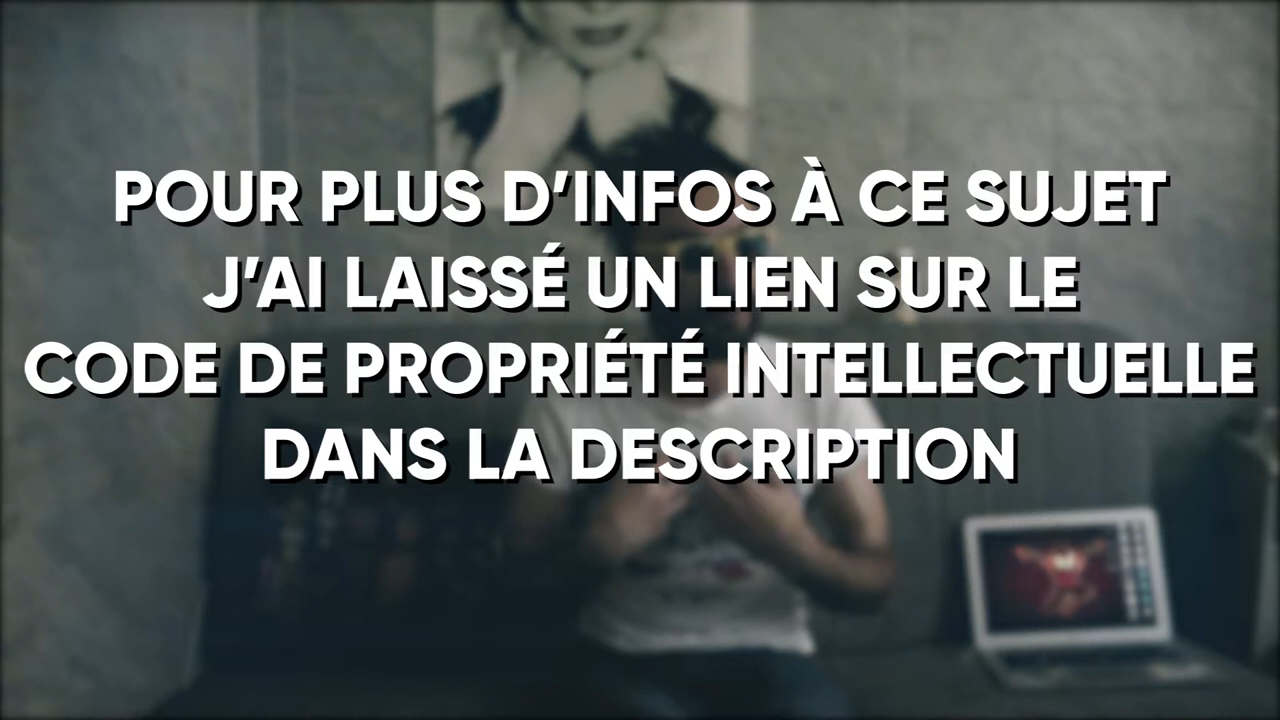 POUR PLUS D'INFOS À CE SUJET
J'AI LAISSÉ UN LIEN SUR LE
CODE DE PROPRIÉTÉ INTELLECTUELLE
DANS LA DESCRIPTION